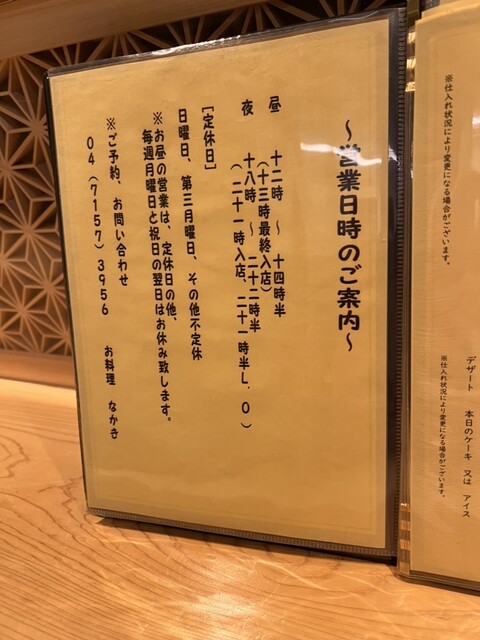 ※仕入れ状況により変更になる場合がございます。
デザート 本日のケーキ 又は アイス
※仕入れ状況により変更になる場合がございます。
～営業日時のご案内～
昼 十二時 ～ 十四時半
(十三時最終入店)
夜 十八時 ～ 二十二時半
(二十一時入店、二十一時半L.O)
[定休日]
日曜日、第三月曜日、その他不定休
※お昼の営業は、定休日の他、
毎週月曜日と祝日の翌日はお休み致します。
※ご予約、お問い合わせ
04(7157)3956 お料理 なかき